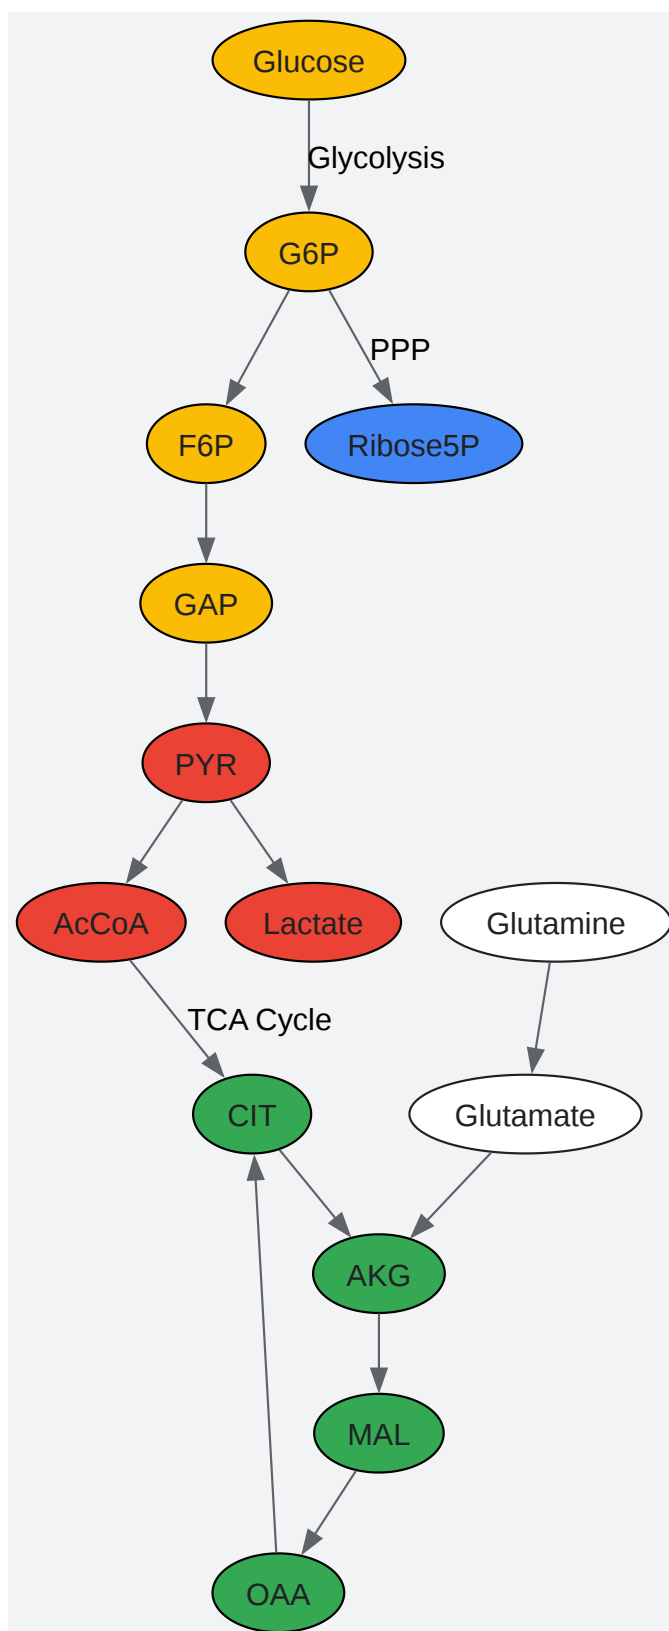 Glucose
Glycolysis
G6P
PPP
F6P
Ribose5P
GAP
PYR
AcCoA
Lactate
Glutamine
TCA Cycle
CIT
Glutamate
AKG
MAL
OAA